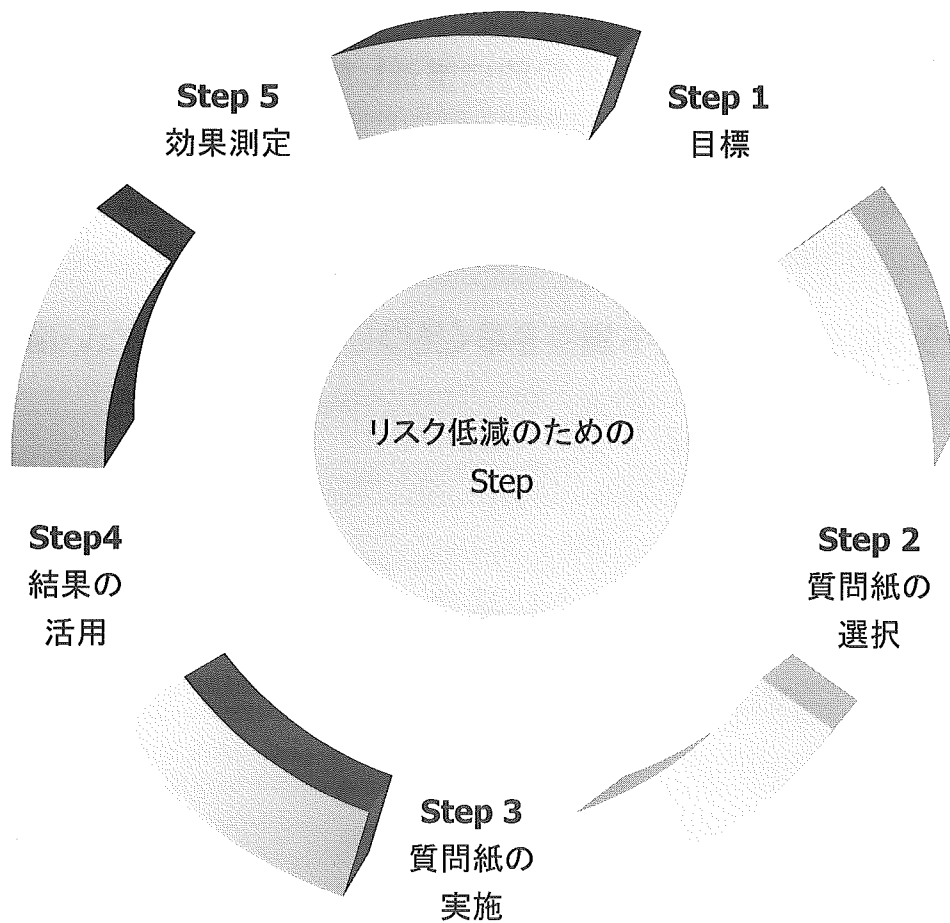 Step 1
目標
Step 2
質問紙の
選択
Step 3
質問紙の
実施
Step4
結果の
活用
Step 5
効果測定
リスク低減のための
Step